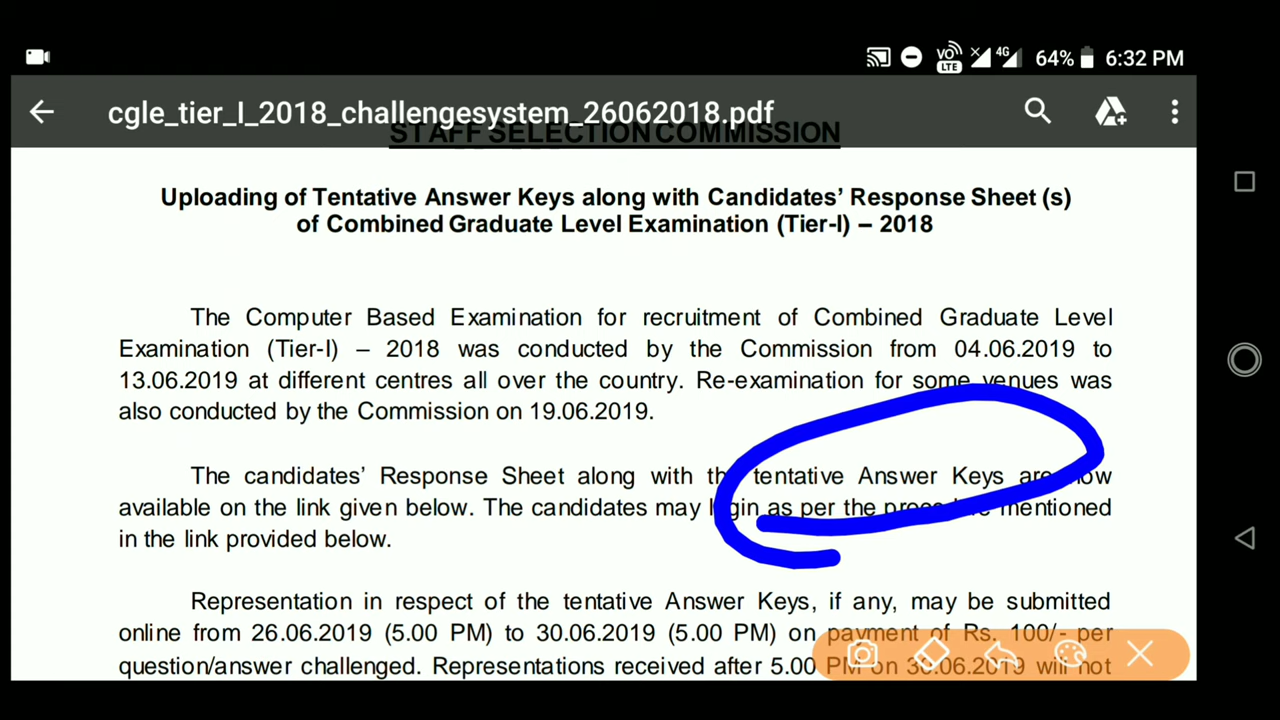 VO LTE 4G 64% 6:32 PM
cgle_tier_I_2018_challengesystem_26062018.pdf
STAFF SELECTION COMMISSION
Uploading of Tentative Answer Keys along with Candidates’ Response Sheet (s)
of Combined Graduate Level Examination (Tier-I) – 2018
The Computer Based Examination for recruitment of Combined Graduate Level
Examination (Tier-I) – 2018 was conducted by the Commission from 04.06.2019 to
13.06.2019 at different centres all over the country. Re-examination for some venues was
also conducted by the Commission on 19.06.2019.
The candidates’ Response Sheet along with the tentative Answer Keys are now
available on the link given below. The candidates may login as per the procedure mentioned
in the link provided below.
Representation in respect of the tentative Answer Keys, if any, may be submitted
online from 26.06.2019 (5.00 PM) to 30.06.2019 (5.00 PM) on payment of Rs. 100/- per
question/answer challenged. Representations received after 5.00 PM on 30.06.2019 will not